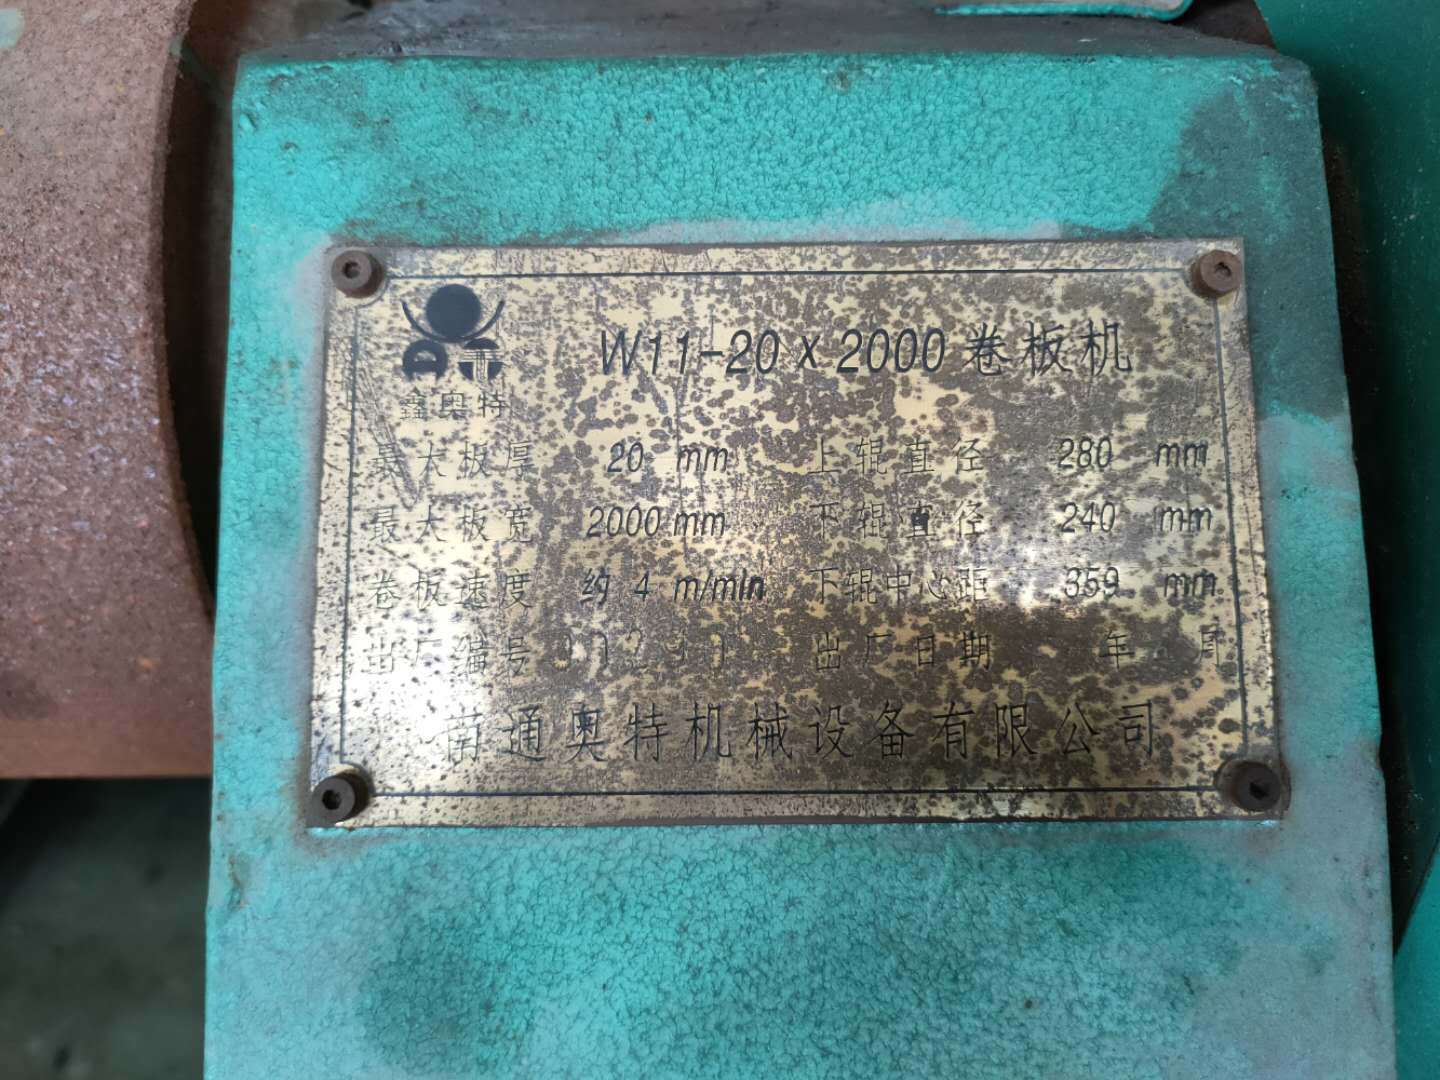 W11-20×2000 卷板机
鑫奥特
最大板厚 20 mm 上辊直径 280 mm
最大板宽 2000 mm 下辊直径 240 mm
卷板速度 约 4 m/min 下辊中心距 359 mm
出厂编号 出厂日期 年 月
南通奥特机械设备有限公司